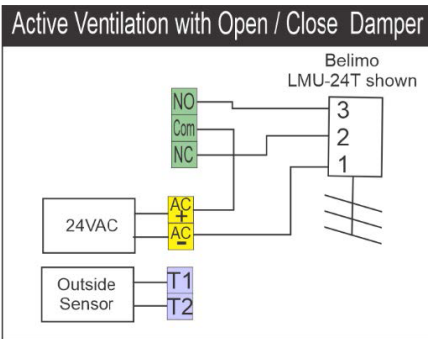 Active Ventilation with Open / Close Damper
Belimo
LMU-24T shown
NO
Com
NC
3
2
1
24VAC
AC
+
AC
-
Outside
Sensor
T1
T2